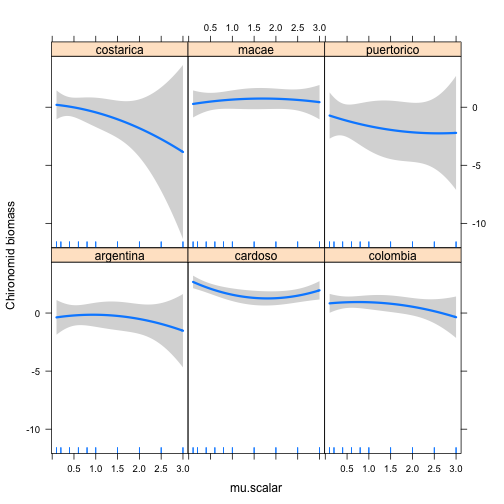 0.5 1.0 1.5 2.0 2.5 3.0
costarica macae puertorico
0
-5
-10
argentina cardoso colombia
0
-5
-10
0.5 1.0 1.5 2.0 2.5 3.0 0.5 1.0 1.5 2.0 2.5 3.0
Chironomid biomass
mu.scalar